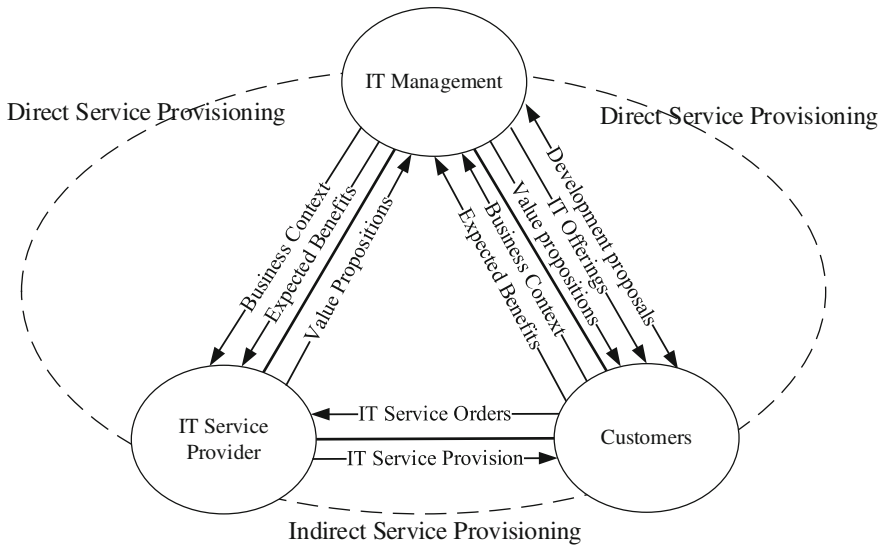 IT Management
Direct Service Provisioning
Direct Service Provisioning
Business Context
Expected Benefits
Value Propositions
Expected Benefits
Business Context
Value propositions
IT Offerings
Development proposals
IT Service
Provider
IT Service Orders
IT Service Provision
Customers
Indirect Service Provisioning